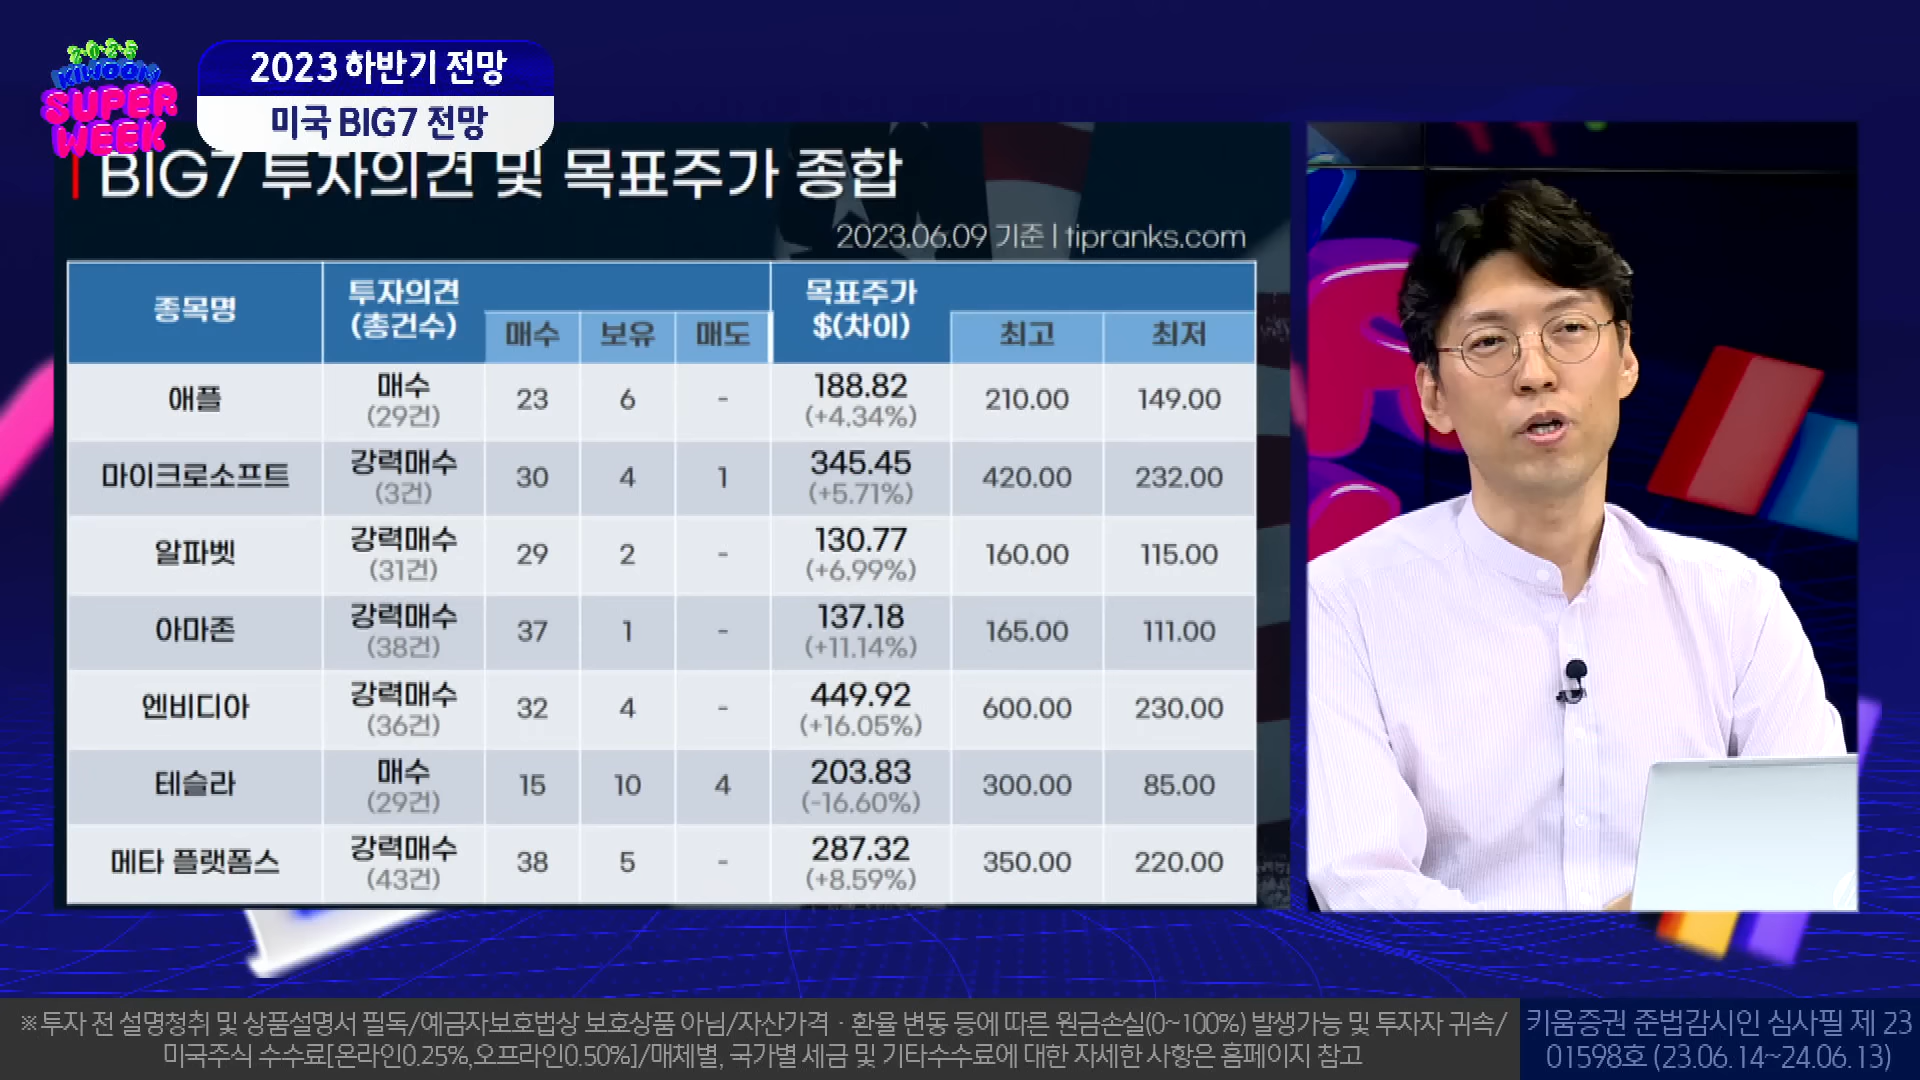 2023
KIWOOM
SUPER
WEEK
2023 하반기 전망
미국 BIG7 전망
BIG7 투자의견 및 목표주가 종합
2023.06.09 기준 | tipranks.com
종목명 투자의견 (총건수) 매수 보유 매도 목표주가 $(차이) 최고 최저
애플 매수 (29건) 23 6 - 188.82 (+4.34%) 210.00 149.00
마이크로소프트 강력매수 (3건) 30 4 1 345.45 (+5.71%) 420.00 232.00
알파벳 강력매수 (31건) 29 2 - 130.77 (+6.99%) 160.00 115.00
아마존 강력매수 (38건) 37 1 - 137.18 (+11.14%) 165.00 111.00
엔비디아 강력매수 (36건) 32 4 - 449.92 (+16.05%) 600.00 230.00
테슬라 매수 (29건) 15 10 4 203.83 (-16.60%) 300.00 85.00
메타 플랫폼스 강력매수 (43건) 38 5 - 287.32 (+8.59%) 350.00 220.00
※투자 전 설명청취 및 상품설명서 필독/예금자보호법상 보호상품 아님/자산가격 · 환율 변동 등에 따른 원금손실(0~100%) 발생가능 및 투자자 귀속/
미국주식 수수료[온라인0.25%,오프라인0.50%]/매체별, 국가별 세금 및 기타수수료에 대한 자세한 사항은 홈페이지 참고
키움증권 준법감시인 심사필 제 23
01598호 (23.06.14~24.06.13)